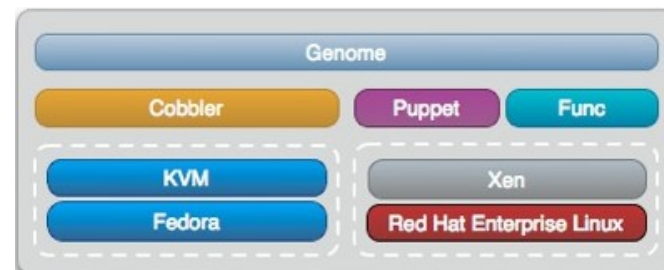 Genome
Cobbler Puppet Func
KVM Xen
Fedora Red Hat Enterprise Linux